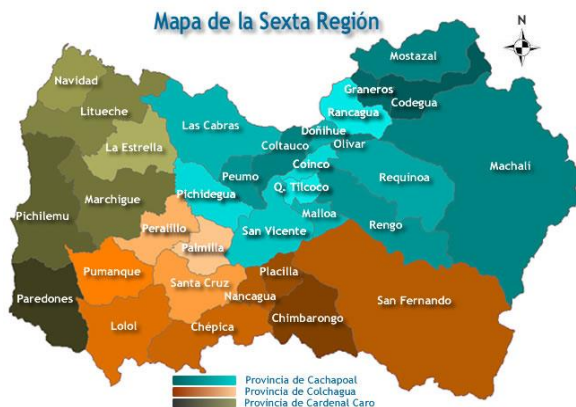 Mapa de la Sexta Región
N
Mostazal
Navidad
Graneros
Codegua
Litueche
Rancagua
Las Cabras
Doñihue
La Estrella
Coltauco
Olivar
Coinco
Machalí
Peumo
Requinoa
Pichidegua
Q. Tilcoco
Marchigue
Malloa
Pichilemu
Peralillo
San Vicente
Rengo
Palmilla
Pumanque
Placilla
Santa Cruz
Paredones
Nancagua
San Fernando
Chimbarongo
Lolol
Chépica
Provincia de Cachapoal
Provincia de Colchagua
Provincia de Cardenal Caro